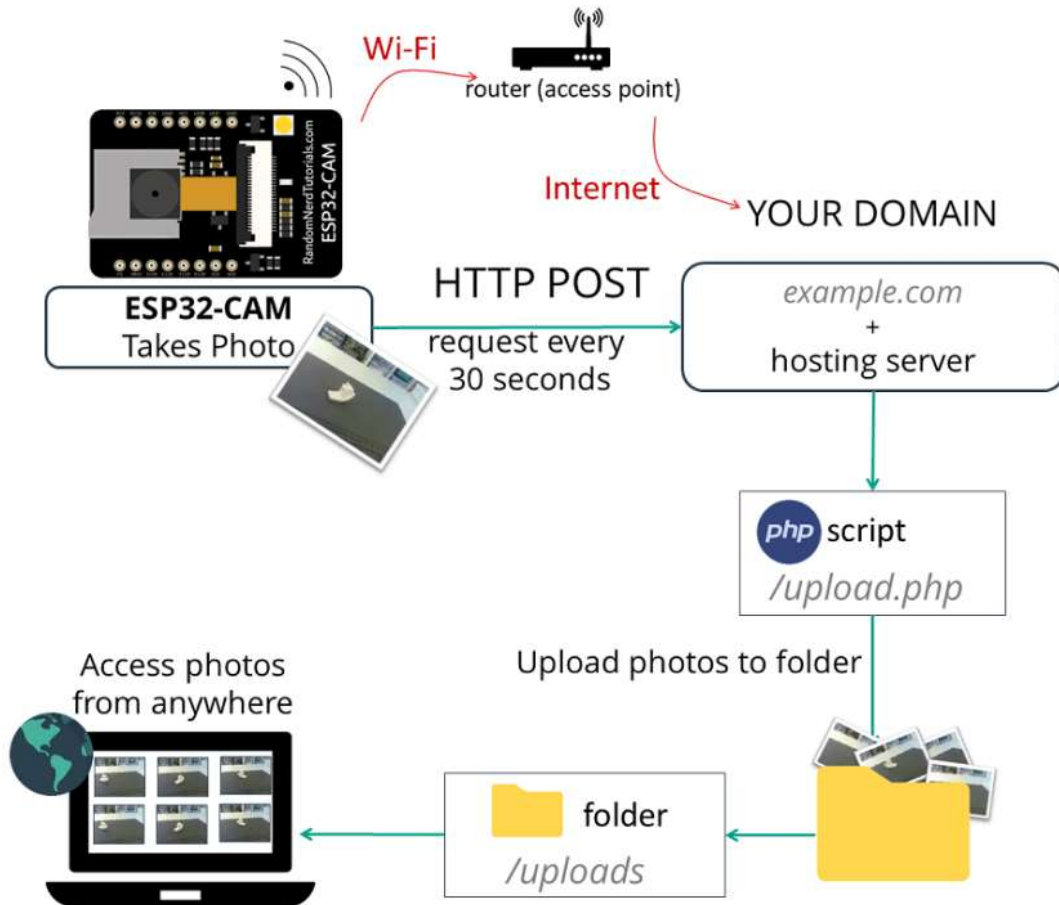 Wi-Fi
router (access point)
Internet
YOUR DOMAIN
RandomNerdTutorials.com
ESP32-CAM
HTTP POST
request every
30 seconds
ESP32-CAM
Takes Photo
example.com
+
hosting server
php script
/upload.php
Upload photos to folder
Access photos
from anywhere
folder
/uploads